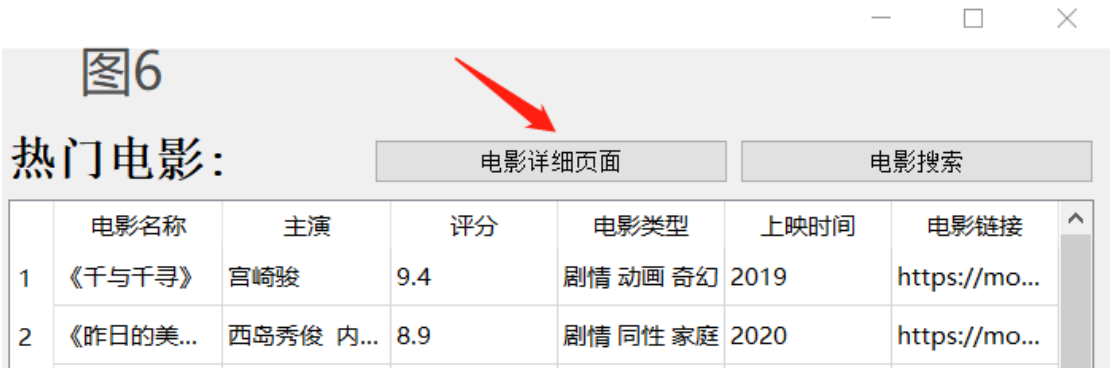 图6
热门电影:
电影详细页面 电影搜索
电影名称 主演 评分 电影类型 上映时间 电影链接
1 《千与千寻》 宫崎骏 9.4 剧情 动画 奇幻 2019 https://mo...
2 《昨日的美... 西岛秀俊 内... 8.9 剧情 同性 家庭 2020 https://mo...